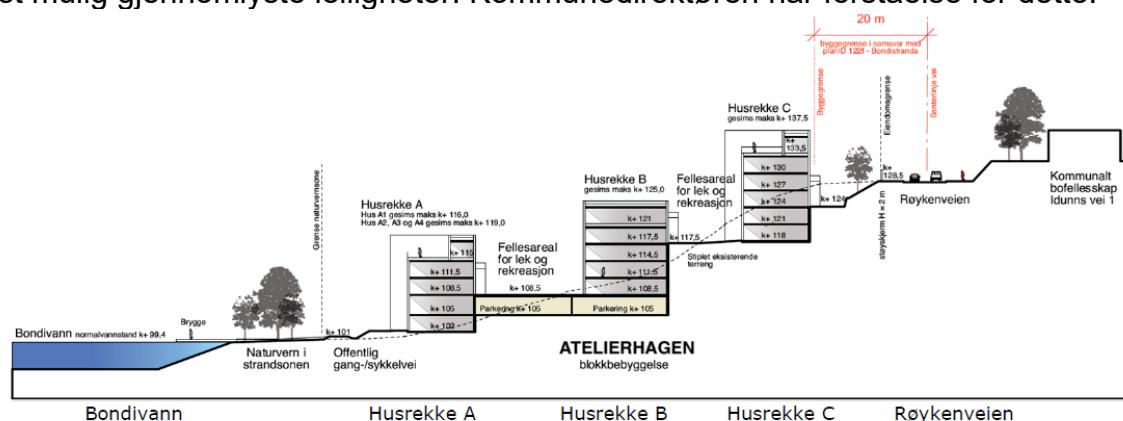 et mulig gjennomlyste leiligheter. Kommunedirektøren har forståelse for dette.
20 m
byggegrense i samsvar med
planID 122f - Bondistranda
Byggegrense
Eiendomsgrense
Senterlinje vei
Husrekke C
gesims maks k+ 137,5
k+
133,5
k+ 130
k+ 127
k+ 124
k+ 121
k+ 118
k+ 124
k+
128,5
støyskjerm H = 2 m
Røykenveien
Kommunalt
bofellesskap
Idunns vei 1
Fellesareal
for lek og
rekreasjon
k+ 117,5
Stiplet eksisterende
terreng
Husrekke B
gesims maks k+ 125,0
k+ 121
k+ 117,5
k+ 114,5
k+ 111,5
k+ 108,5
Parkering k+ 105
Parkering k+ 105
Fellesareal
for lek og
rekreasjon
k+ 108,5
Husrekke A
Hus A1 gesims maks k+ 116,0
Hus A2, A3 og A4 gesims maks k+ 119,0
k+ 115
k+ 111,5
k+ 108,5
k+ 105
k+ 102
Grense naturvernsone
k+ 101
Brygge
Bondivann normalvannstand k+ 99,4
Naturvern i
strandsonen
Offentlig
gang-/sykkelvei
ATELIERHAGEN
blokkbebyggelse
Bondivann
Husrekke A
Husrekke B
Husrekke C
Røykenveien